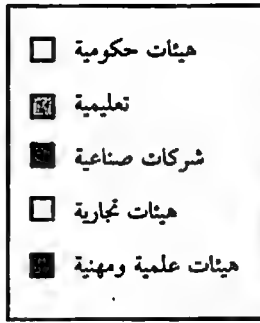 هيئات حكومية
تعليمية
شركات صناعية
هيئات تجارية
هيئات علمية ومهنية